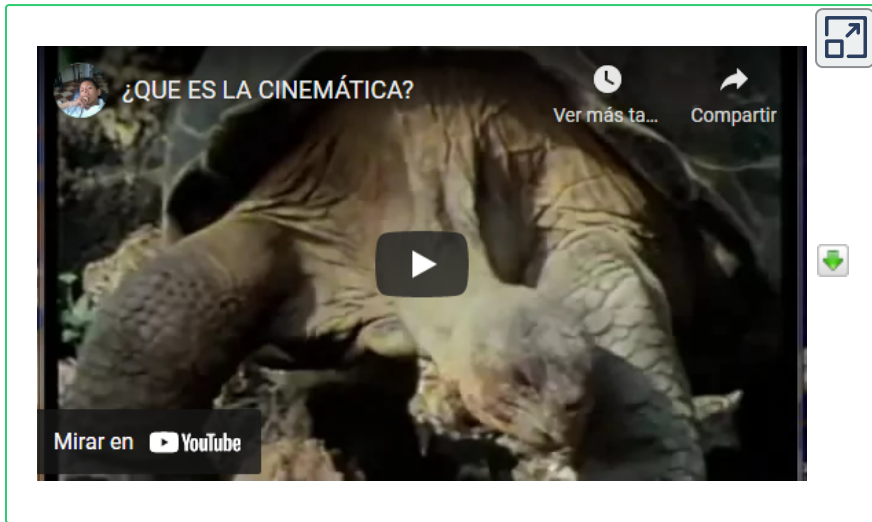 ¿QUE ES LA CINEMÁTICA?
Ver más ta...
Compartir
Mirar en YouTube